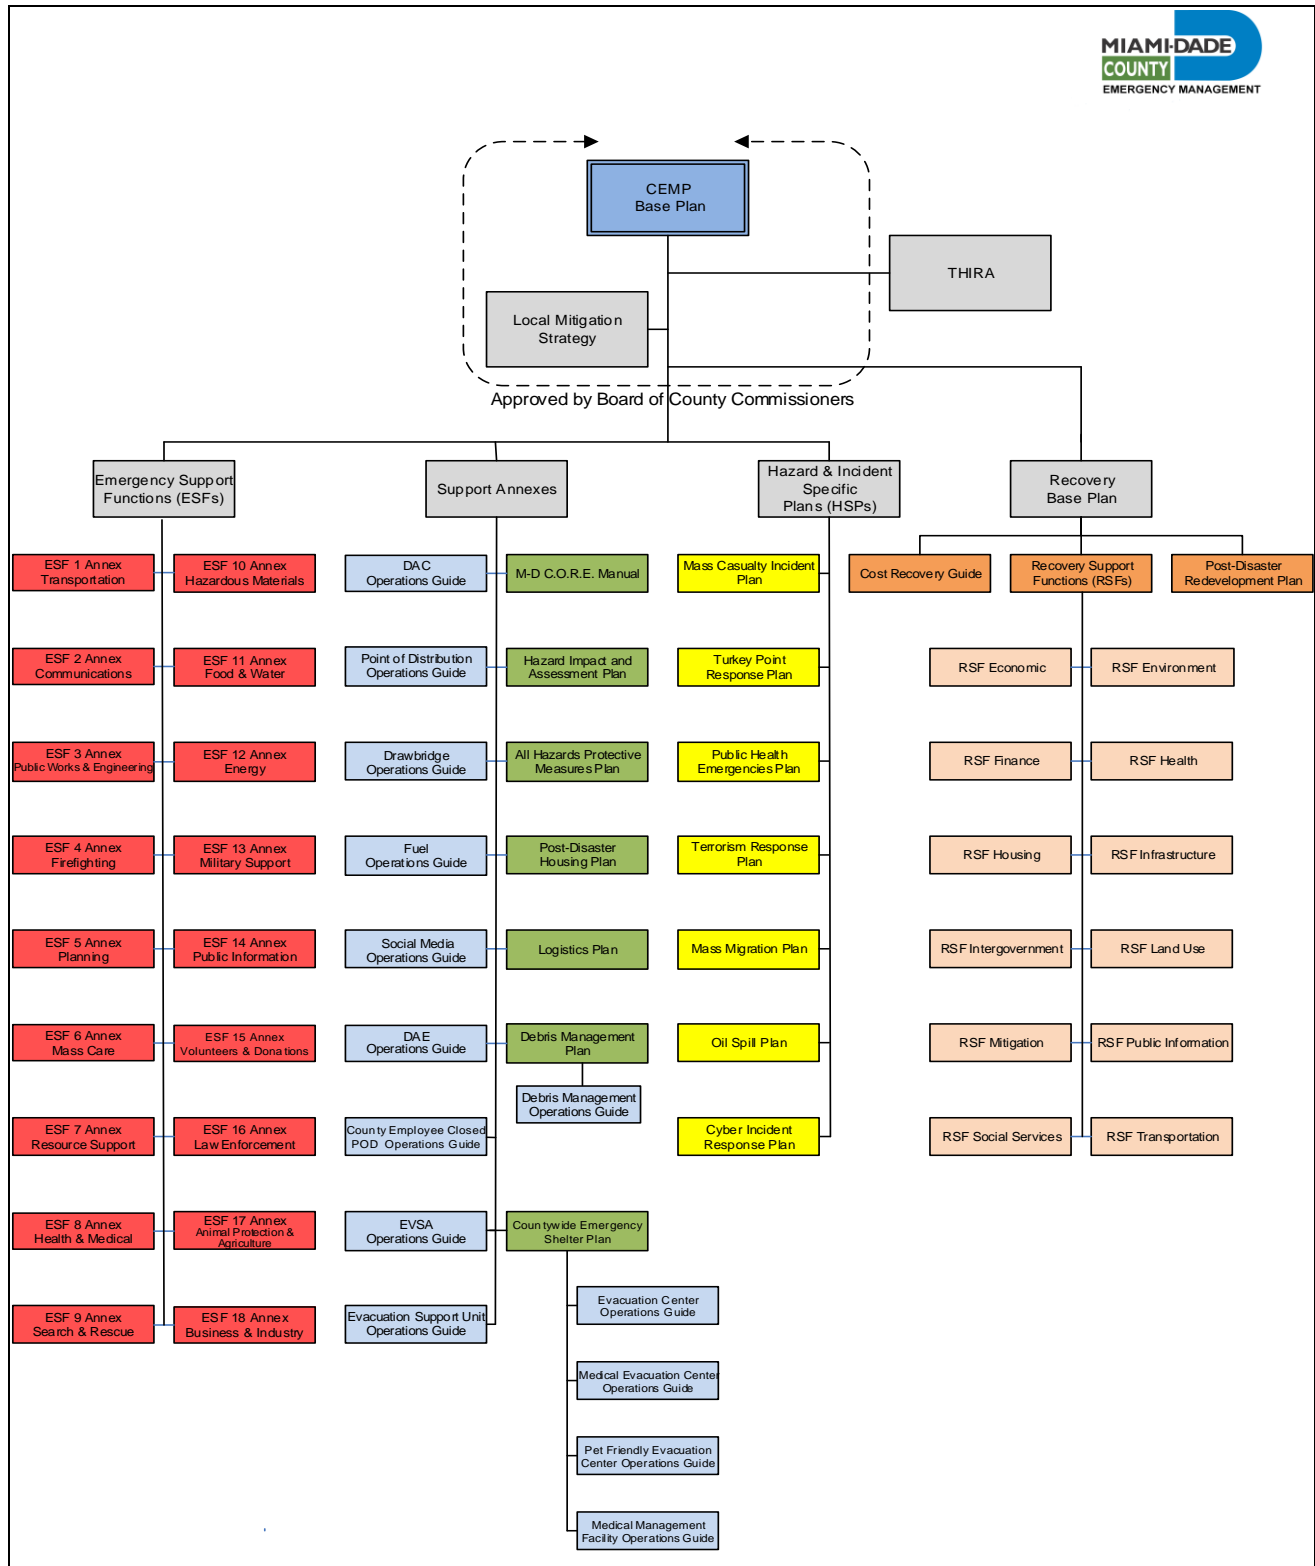 MIAMI-DADE
COUNTY
EMERGENCY MANAGEMENT
CEMP
Base Plan
THIRA
Local Mitigation
Strategy
Approved by Board of County Commissioners
Emergency Support
Functions (ESFs)
Support Annexes
Hazard & Incident
Specific
Plans (HSPs)
Recovery
Base Plan
ESF 1 Annex
Transportation
ESF 10 Annex
Hazardous Materials
DAC
Operations Guide
M-D C.O.R.E. Manual
Mass Casualty Incident
Plan
Cost Recovery Guide
Recovery Support
Functions (RSFs)
Post-Disaster
Redevelopment Plan
ESF 2 Annex
Communications
ESF 11 Annex
Food & Water
Point of Distribution
Operations Guide
Hazard Impact and
Assessment Plan
Turkey Point
Response Plan
RSF Economic
RSF Environment
ESF 3 Annex
Public Works & Engineering
ESF 12 Annex
Energy
Drawbridge
Operations Guide
All Hazards Protective
Measures Plan
Public Health
Emergencies Plan
RSF Finance
RSF Health
ESF 4 Annex
Firefighting
ESF 13 Annex
Military Support
Fuel
Operations Guide
Post-Disaster
Housing Plan
Terrorism Response
Plan
RSF Housing
RSF Infrastructure
ESF 5 Annex
Planning
ESF 14 Annex
Public Information
Social Media
Operations Guide
Logistics Plan
Mass Migration Plan
RSF Intergovernment
RSF Land Use
ESF 6 Annex
Mass Care
ESF 15 Annex
Volunteers & Donations
DAE
Operations Guide
Debris Management
Plan
Oil Spill Plan
RSF Mitigation
RSF Public Information
Debris Management
Operations Guide
ESF 7 Annex
Resource Support
ESF 16 Annex
Law Enforcement
County Employee Closed
POD Operations Guide
Cyber Incident
Response Plan
RSF Social Services
RSF Transportation
ESF 8 Annex
Health & Medical
ESF 17 Annex
Animal Protection &
Agriculture
EVSA
Operations Guide
Countywide Emergency
Shelter Plan
ESF 9 Annex
Search & Rescue
ESF 18 Annex
Business & Industry
Evacuation Support Unit
Operations Guide
Evacuation Center
Operations Guide
Medical Evacuation Center
Operations Guide
Pet Friendly Evacuation
Center Operations Guide
Medical Management
Facility Operations Guide